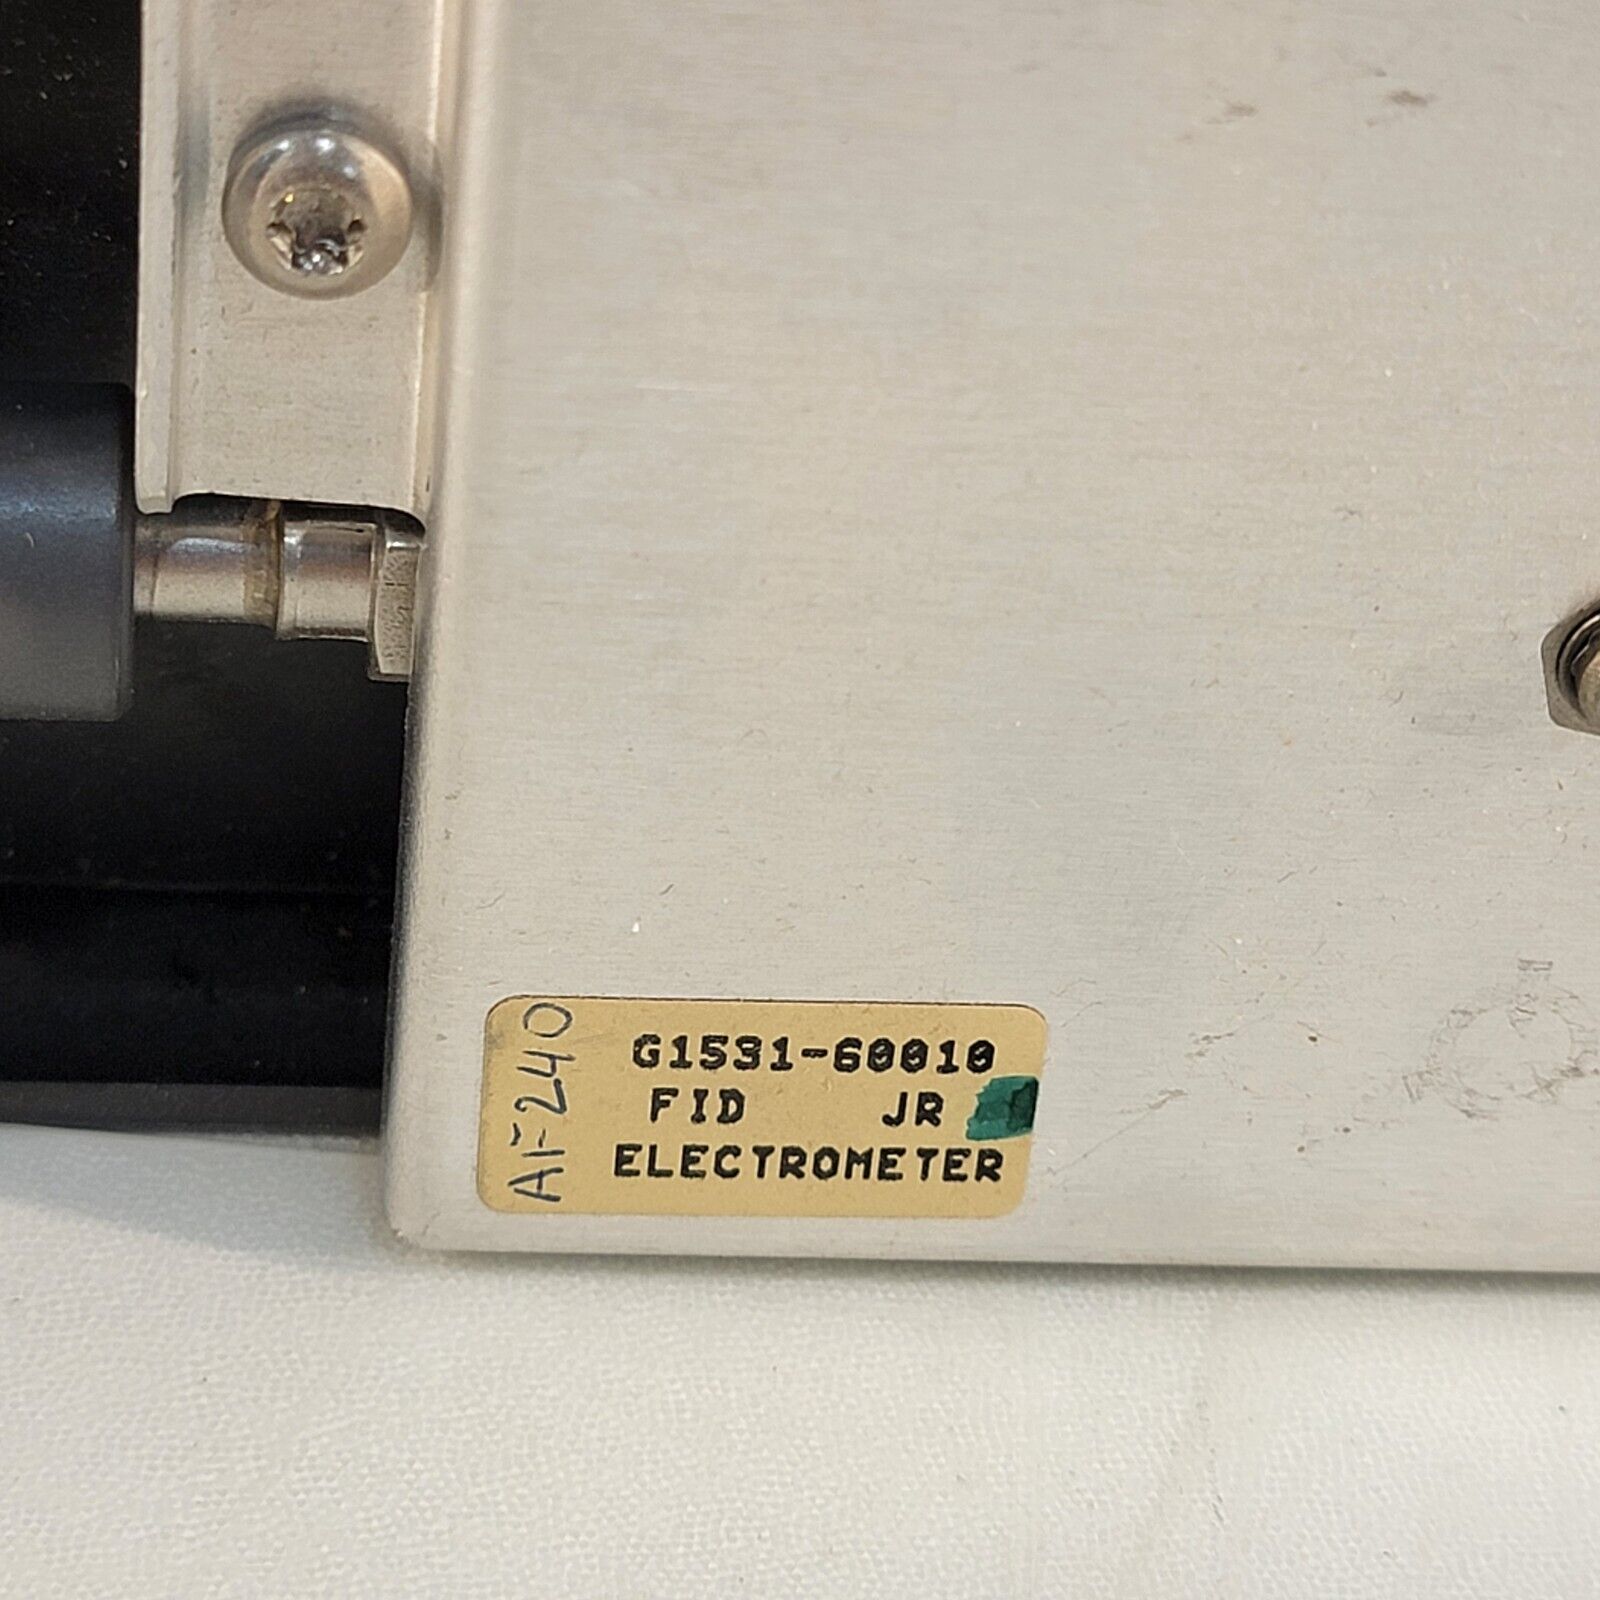 G1531-60010
FID JR
ELECTROMETER
AF240